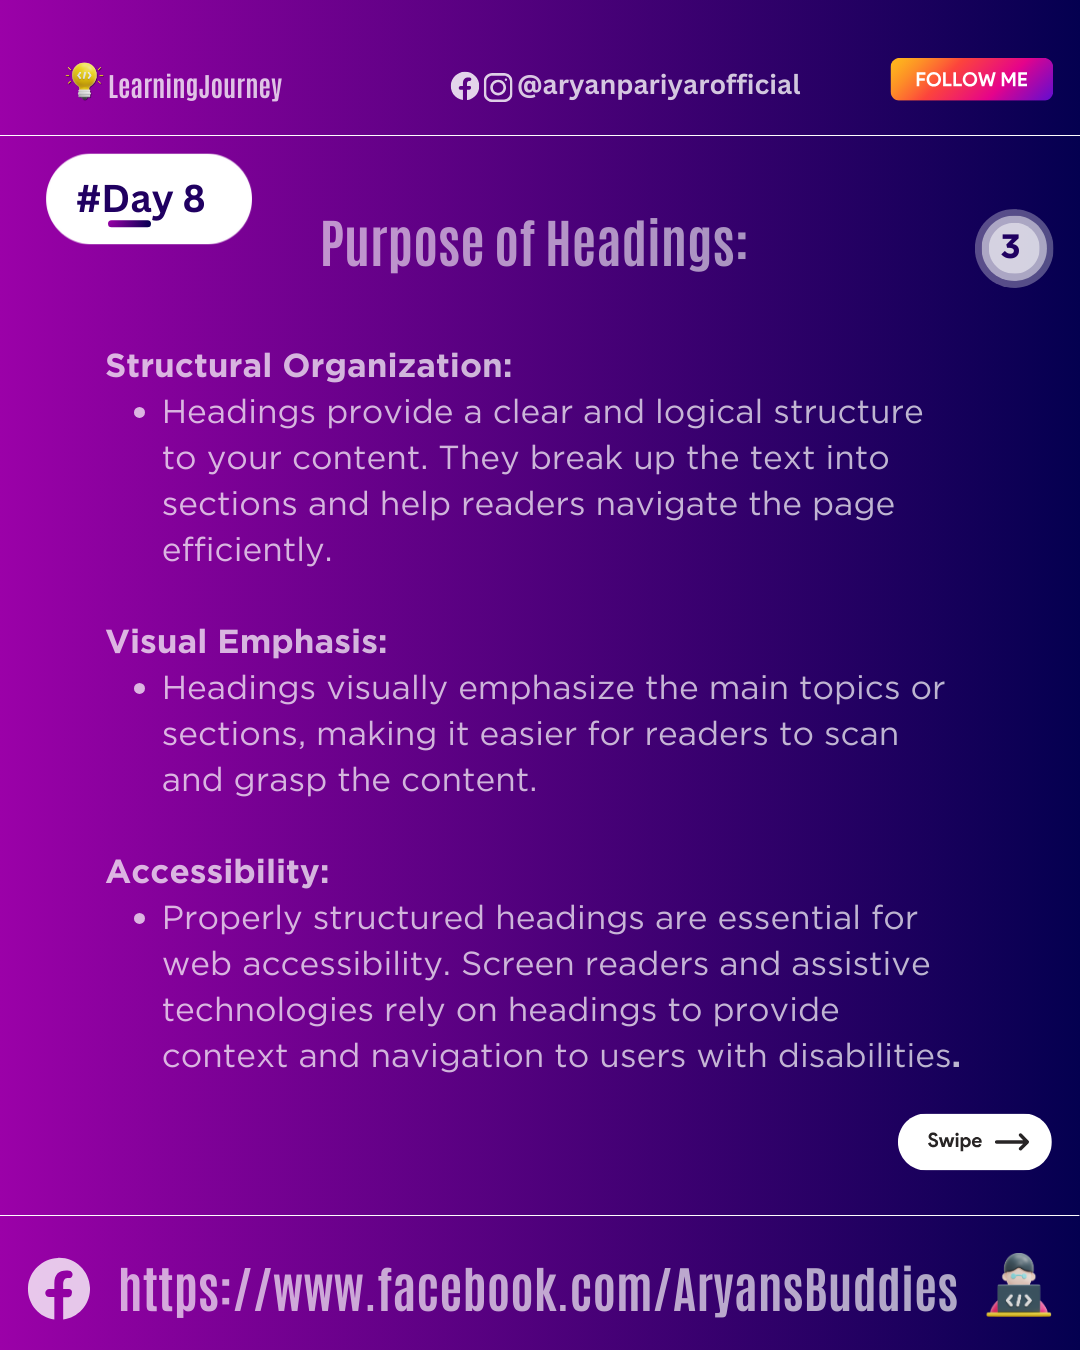 LearningJourney
@aryanpariyarofficial
FOLLOW ME
#Day 8
Purpose of Headings:
3
Structural Organization:
• Headings provide a clear and logical structure
to your content. They break up the text into
sections and help readers navigate the page
efficiently.
Visual Emphasis:
• Headings visually emphasize the main topics or
sections, making it easier for readers to scan
and grasp the content.
Accessibility:
• Properly structured headings are essential for
web accessibility. Screen readers and assistive
technologies rely on headings to provide
context and navigation to users with disabilities.
Swipe
https://www.facebook.com/AryansBuddies